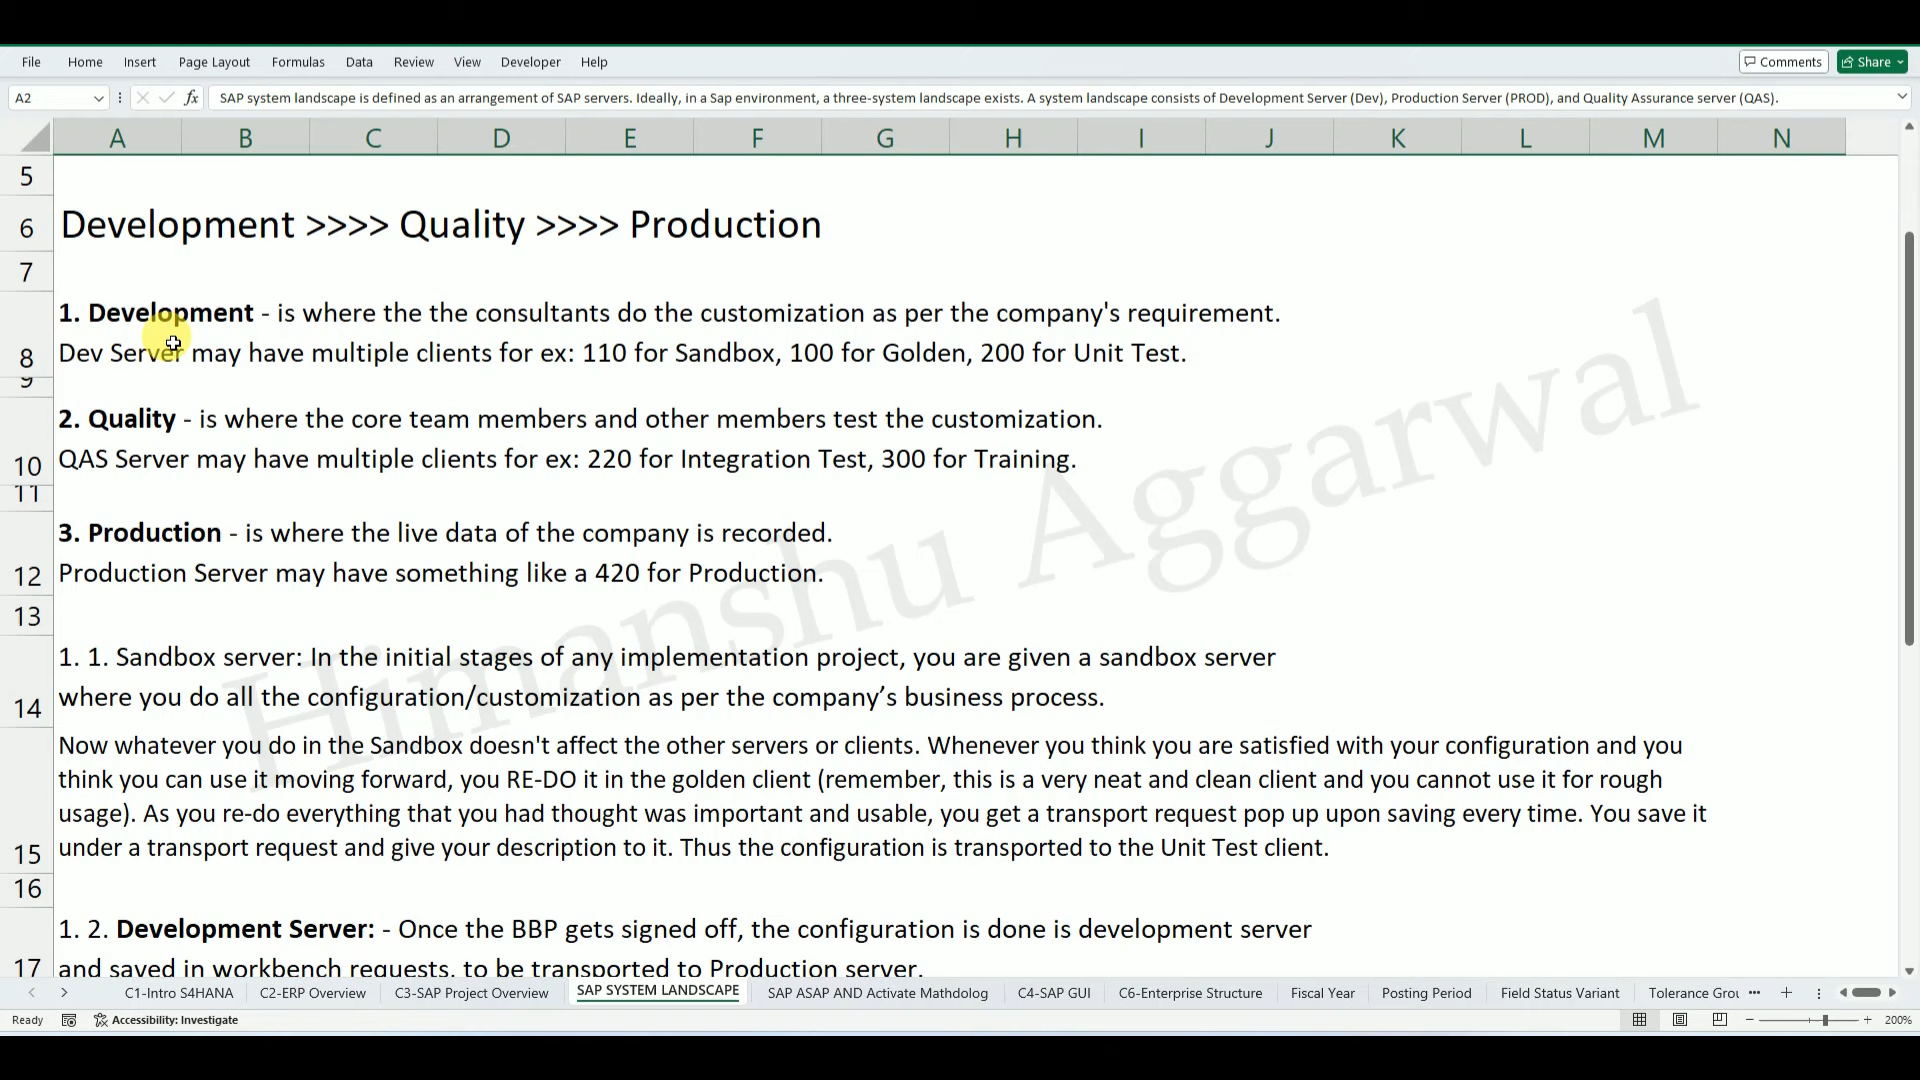 File Home Insert Page Layout Formulas Data Review View Developer Help Comments Share
A2 fx SAP system landscape is defined as an arrangement of SAP servers. Ideally, in a Sap environment, a three-system landscape exists. A system landscape consists of Development Server (Dev), Production Server (PROD), and Quality Assurance server (QAS).
A B C D E F G H I J K L M N
5
6 Development >>>> Quality >>>> Production
7
1. Development - is where the the consultants do the customization as per the company's requirement.
8 Dev Server may have multiple clients for ex: 110 for Sandbox, 100 for Golden, 200 for Unit Test.
9
2. Quality - is where the core team members and other members test the customization.
10 QAS Server may have multiple clients for ex: 220 for Integration Test, 300 for Training.
11
3. Production - is where the live data of the company is recorded.
12 Production Server may have something like a 420 for Production.
13
1. 1. Sandbox server: In the initial stages of any implementation project, you are given a sandbox server
14 where you do all the configuration/customization as per the company’s business process.
Now whatever you do in the Sandbox doesn't affect the other servers or clients. Whenever you think you are satisfied with your configuration and you
think you can use it moving forward, you RE-DO it in the golden client (remember, this is a very neat and clean client and you cannot use it for rough
usage). As you re-do everything that you had thought was important and usable, you get a transport request pop up upon saving every time. You save it
15 under a transport request and give your description to it. Thus the configuration is transported to the Unit Test client.
16
1. 2. Development Server: - Once the BBP gets signed off, the configuration is done is development server
17 and saved in workbench requests, to be transported to Production server.
Himanshu Aggarwal
C1-Intro S4HANA C2-ERP Overview C3-SAP Project Overview SAP SYSTEM LANDSCAPE SAP ASAP AND Activate Mathdolog C4-SAP GUI C6-Enterprise Structure Fiscal Year Posting Period Field Status Variant Tolerance Grou ...
Ready Accessibility: Investigate 200%